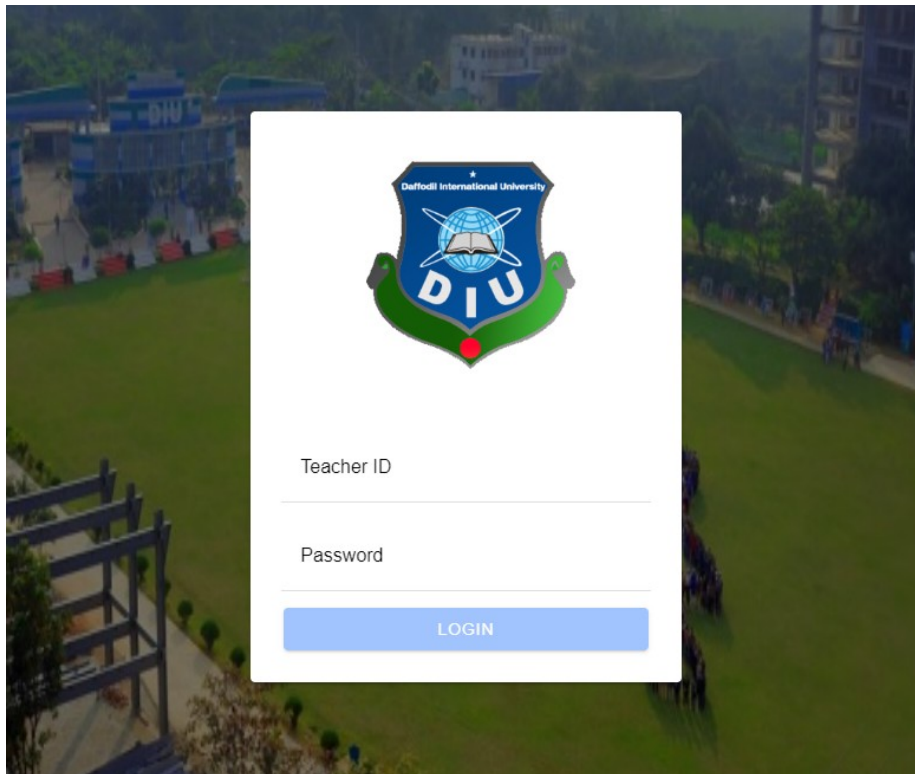 DIU
Daffodil International University
DIU
Teacher ID
Password
LOGIN